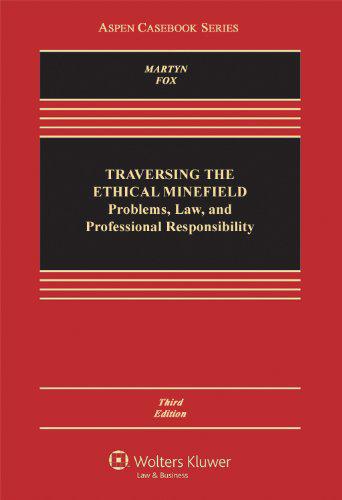 ASPEN CASEBOOK SERIES
MARTYN
FOX
TRAVERSING THE
ETHICAL MINEFIELD
Problems, Law, and
Professional Responsibility
Third
Edition
Wolters Kluwer
Law & Business